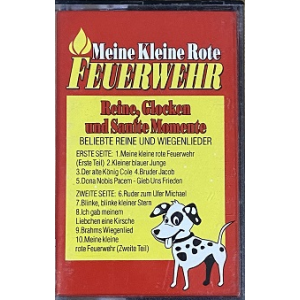 Meine Kleine Rote
FEUERWEHR
Reine, Glocken
und Sanfte Momente
BELIEBTE REINE UND WIEGENLIEDER
ERSTE SEITE: 1.Meine kleine rote Feuerwehr
(Erste Teil) 2.Kleiner blauer Junge
3.Der alte König Cole 4.Bruder Jacob
5.Dona Nobis Pacem - Gieb Uns Frieden
ZWEITE SEITE: 6.Ruder zum Ufer Michael
7.Blinke, blinke kleiner Stern
8.Ich gab meinem
Liebchen eine Kirsche
9.Brahms Wiegenlied
10.Meine kleine
rote Feuerwehr (Zweite Teil)